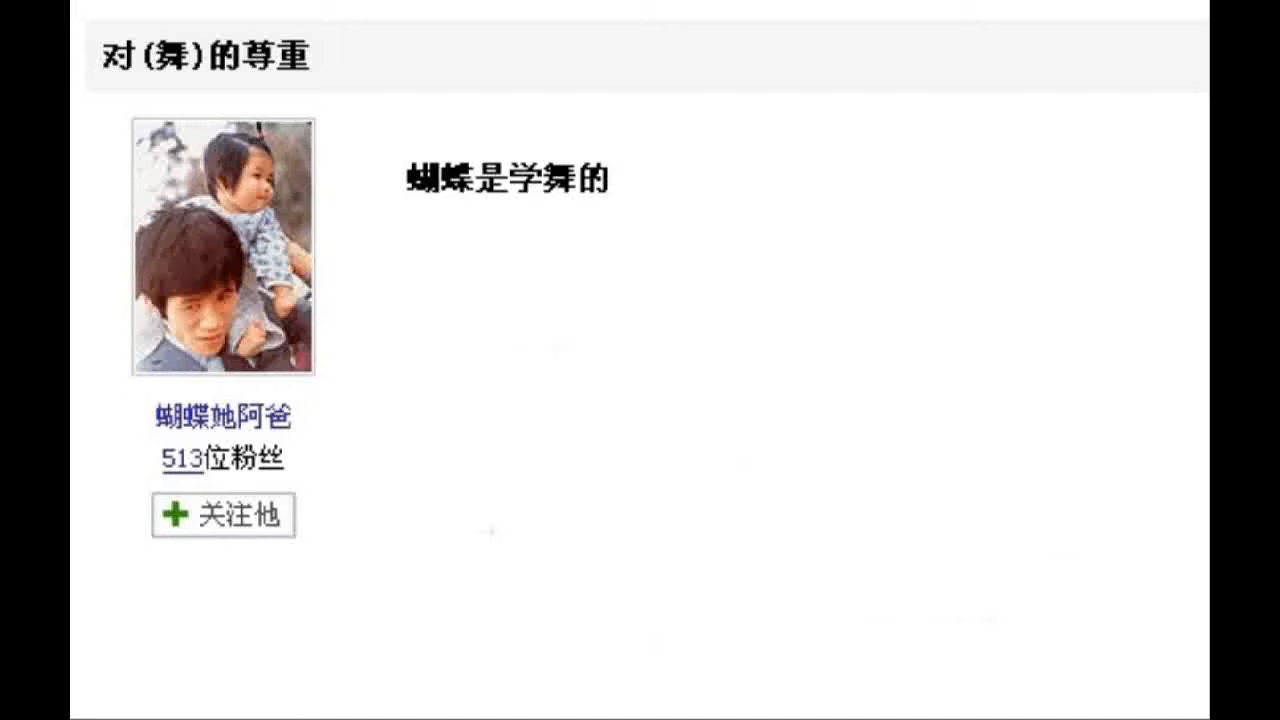 对(舞)的尊重
蝴蝶是学舞的
蝴蝶她阿爸
513位粉丝
关注他